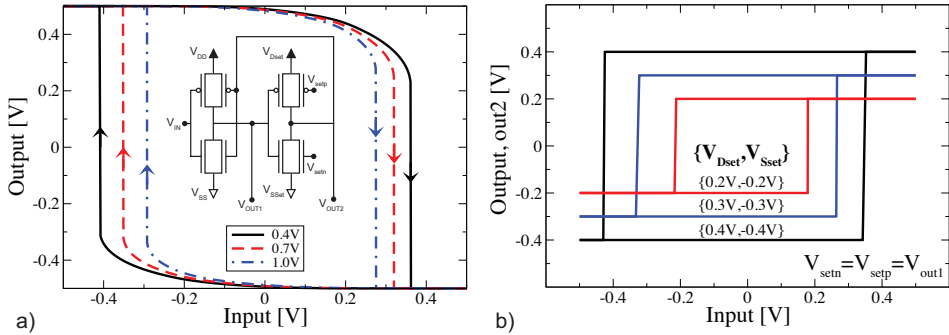 a)
Output [V]
0.4
0.2
0
-0.2
-0.4
V_DD
V_Dset
V_setp
V_IN
V_setn
V_SS
V_SSet
V_OUT1
V_OUT2
0.4V
0.7V
1.0V
-0.4
-0.2
0
0.2
0.4
Input [V]
b)
Output, out2 [V]
0.4
0.2
0
-0.2
-0.4
{V_Dset,V_Sset}
{0.2V,-0.2V}
{0.3V,-0.3V}
{0.4V,-0.4V}
V_setn=V_setp=V_out1
-0.4
-0.2
0
0.2
0.4
Input [V]